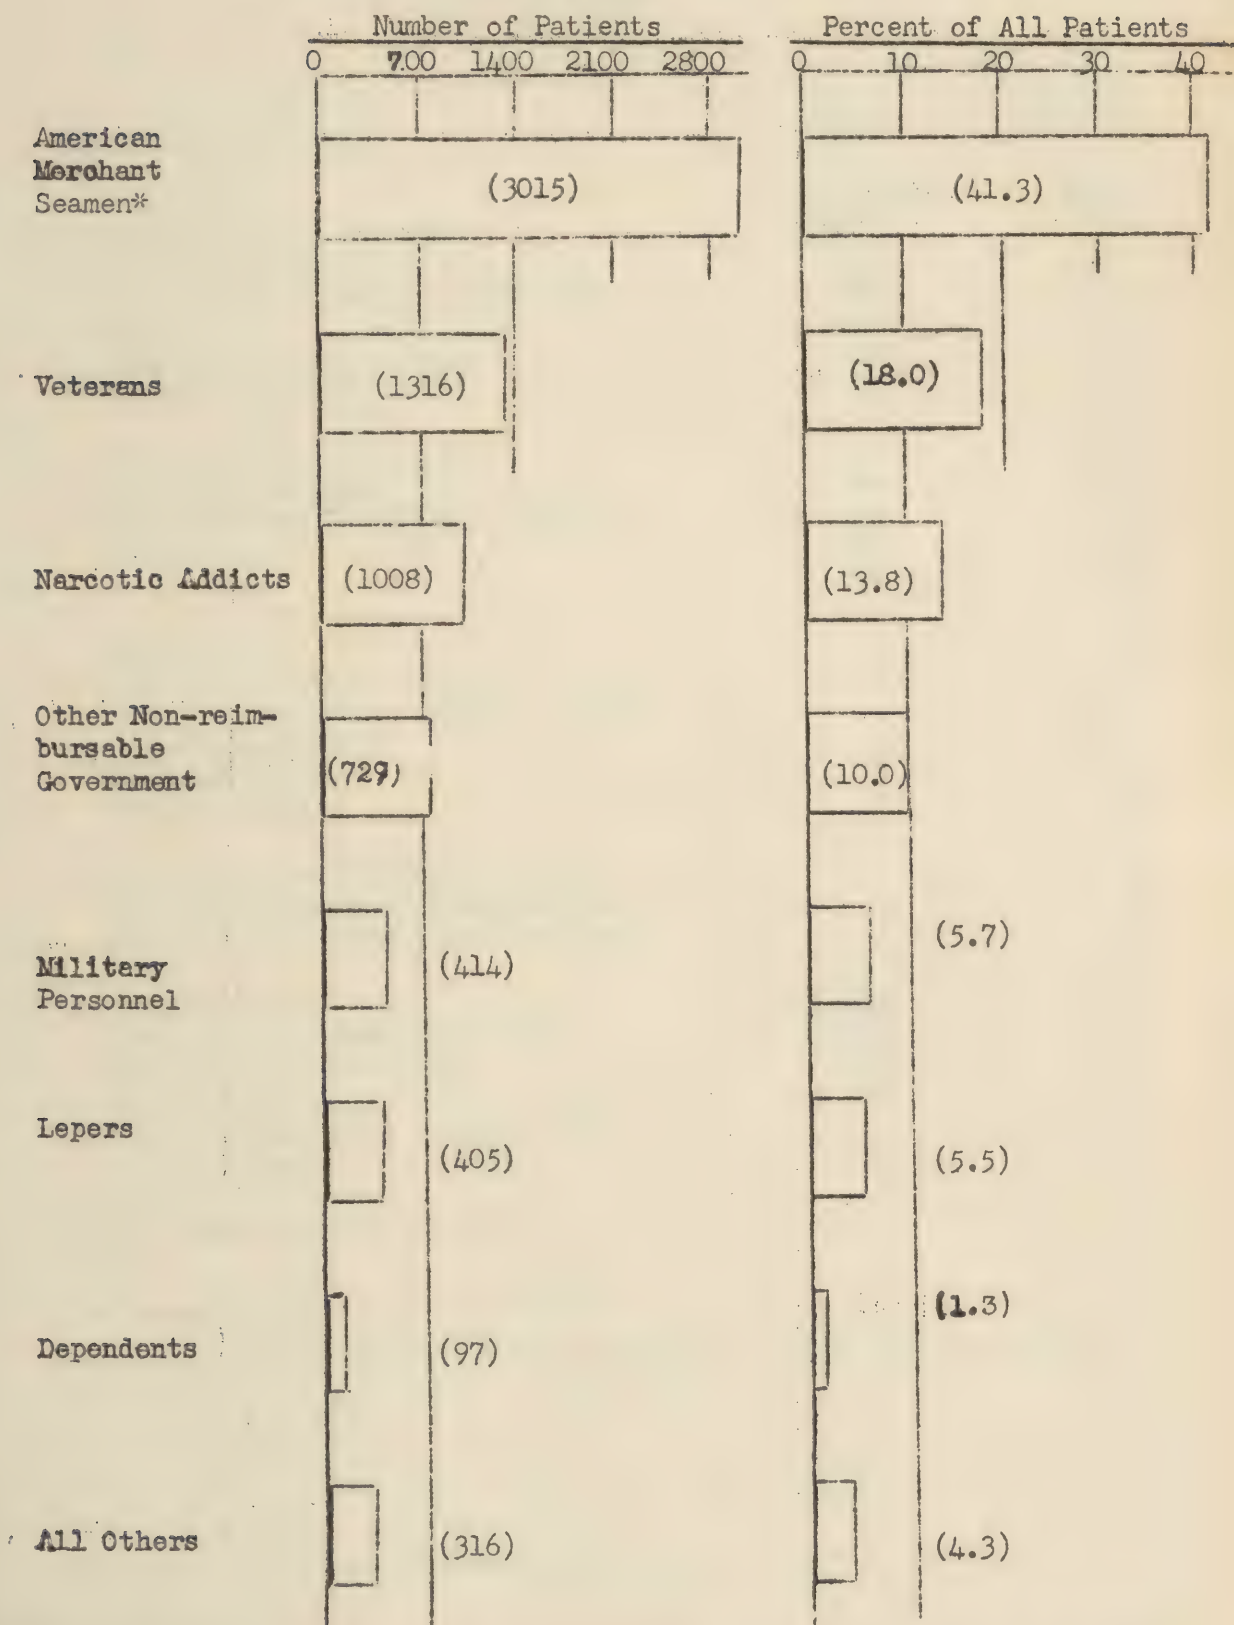 Number of Patients Percent of All Patients
0 700 1400 2100 2800 0 10 20 30 40
American
Merchant
Seamen* (3015) (41.3)
Veterans (1316) (18.0)
Narcotic Addicts (1008) (13.8)
Other Non-reim-
bursable
Government (729) (10.0)
Military (414) (5.7)
Personnel
Lepers (405) (5.5)
Dependents (97) (1.3)
All Others (316) (4.3)